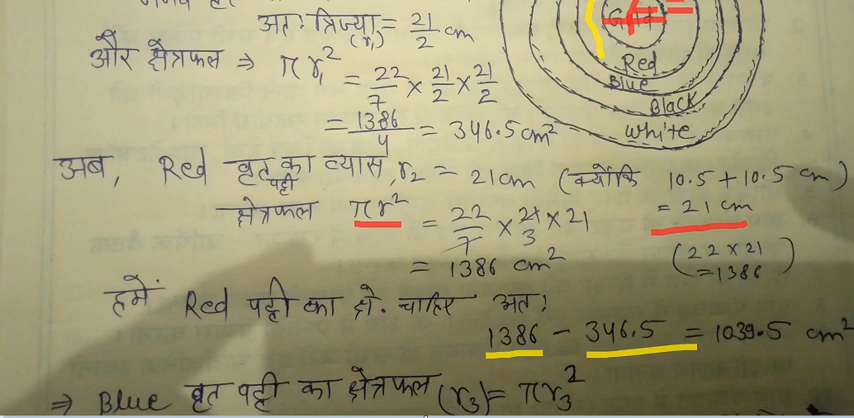 अतः त्रिज्या (r₁) = 21/2 cm
और क्षेत्रफल ⇒ πr₁²
= 22/7 × 21/2 × 21/2
= 1386/4 = 346.5 cm²
Gold
Red
Blue
Black
White
अब, Red वृत का व्यास, r₂ = 21 cm (क्योंकि 10.5 + 10.5 cm)
पट्टी
= 21 cm
क्षेत्रफल πr² = 22/7 × 21 × 21
3
= 1386 cm²
(22 × 21
= 1386)
हमें Red पट्टी का क्षे. चाहिए अतः
1386 - 346.5 = 1039.5 cm²
⇒ Blue वृत पट्टी का क्षेत्रफल (r₃) = πr₃²